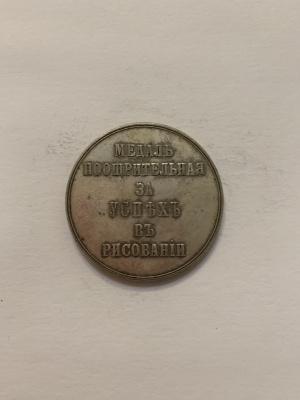 МЕДАЛЬ
ПООЩРИТЕЛЬНАЯ
ЗА
УСПѢХЪ
ВЪ
РИСОВАНІИ